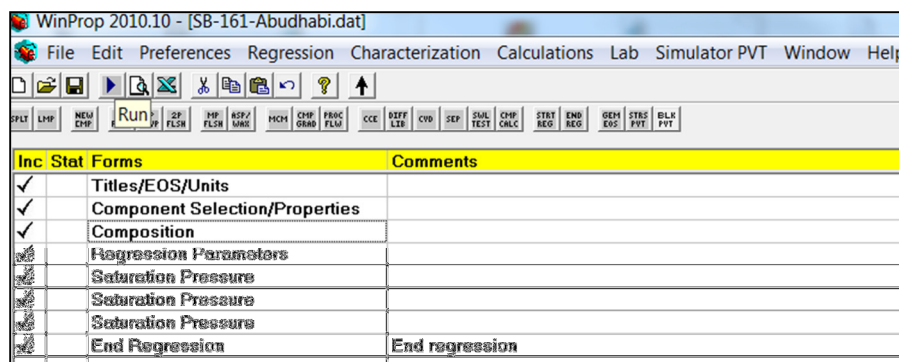 WinProp 2010.10 - [SB-161-Abudhabi.dat]
File Edit Preferences Regression Characterization Calculations Lab Simulator PVT Window Help
SPLT LMP NEW CMP 2P FLSH MP FLSH ASP/ WAX MCM CMP GRAD PROC FLW CCE DIFF LIB CVD SEP SWL TEST CMP CALC STRT REG END REG GEM EOS STRS PVT BLK PVT
Run
Inc Stat Forms Comments
Titles/EOS/Units
Component Selection/Properties
Composition
Regression Parameters
Saturation Pressure
Saturation Pressure
Saturation Pressure
End Regression End regression